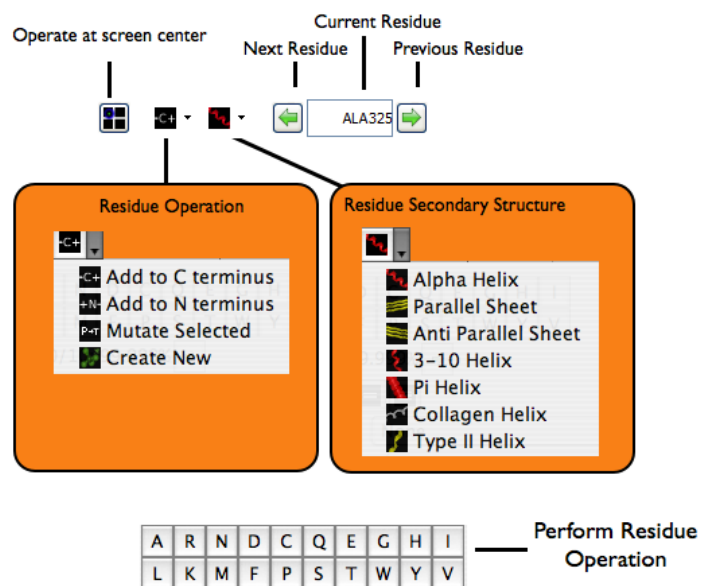 Current Residue
Operate at screen center
Next Residue
Previous Residue
-C+
ALA325
Residue Operation
Residue Secondary Structure
-C+
-C+ Add to C terminus
+N- Add to N terminus
P→T Mutate Selected
Create New
Alpha Helix
Parallel Sheet
Anti Parallel Sheet
3-10 Helix
Pi Helix
Collagen Helix
Type II Helix
A R N D C Q E G H I
L K M F P S T W Y V
Perform Residue
Operation